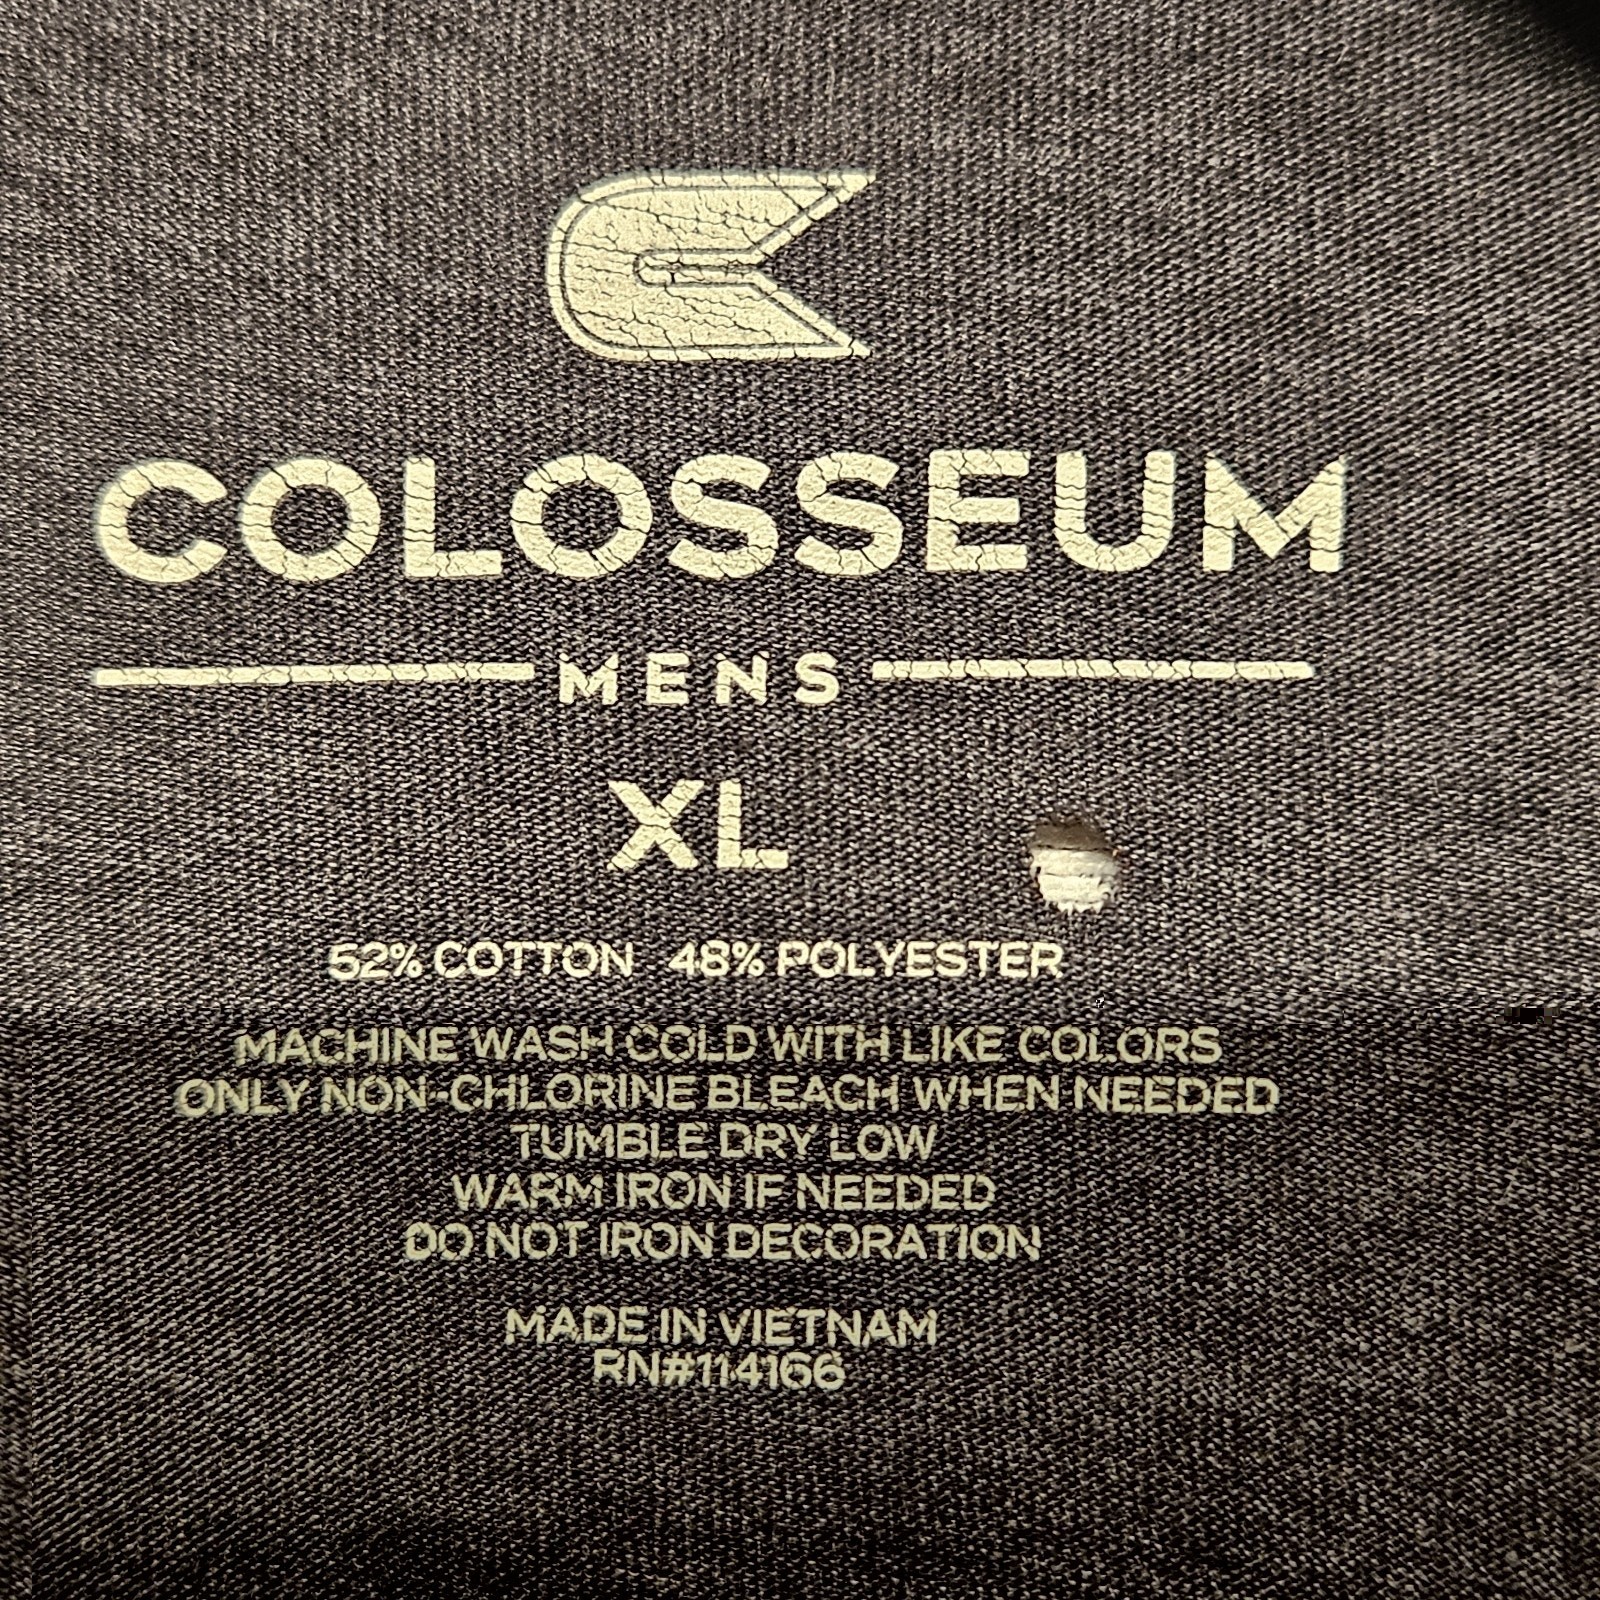 COLOSSEUM
MENS
XL
52% COTTON 48% POLYESTER
MACHINE WASH COLD WITH LIKE COLORS
ONLY NON-CHLORINE BLEACH WHEN NEEDED
TUMBLE DRY LOW
WARM IRON IF NEEDED
DO NOT IRON DECORATION
MADE IN VIETNAM
RN#114166